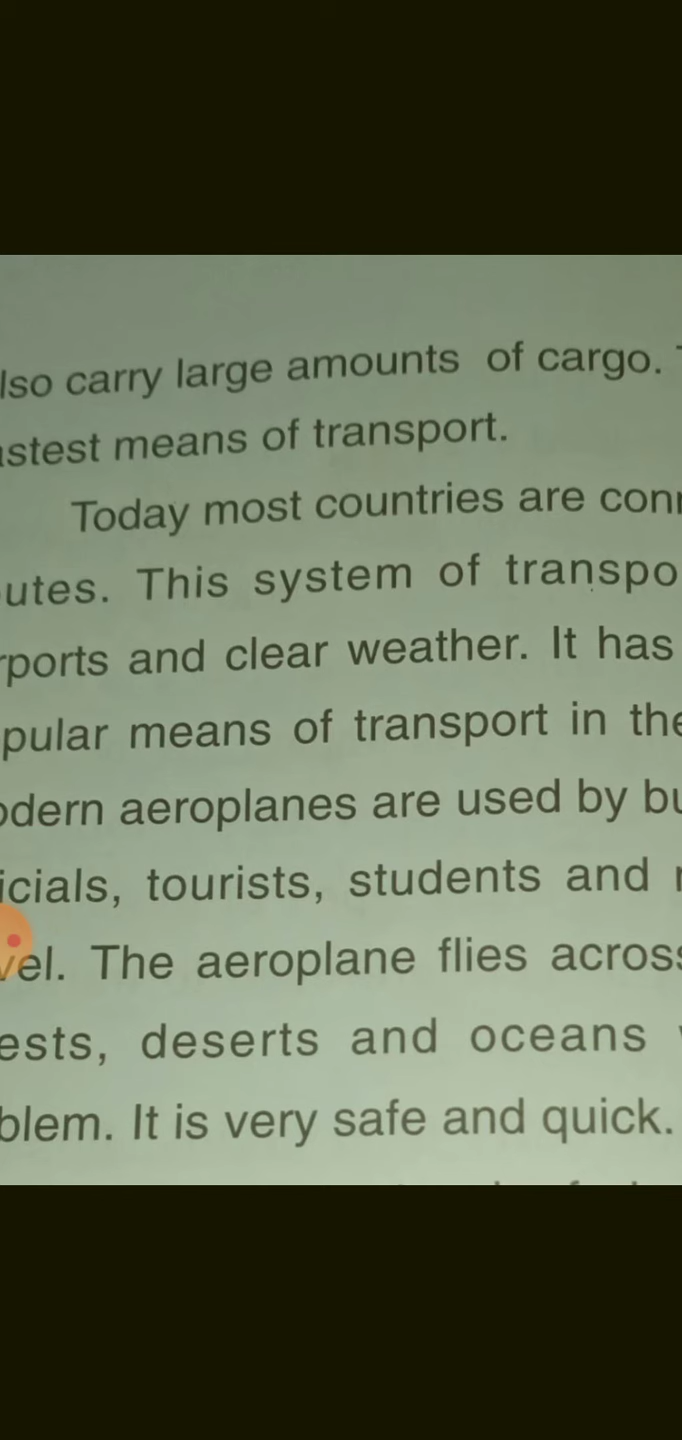 lso carry large amounts of cargo.
stest means of transport.
Today most countries are con
utes. This system of transpo
ports and clear weather. It has
pular means of transport in the
dern aeroplanes are used by bu
icials, tourists, students and
vel. The aeroplane flies across
ests, deserts and oceans
blem. It is very safe and quick.